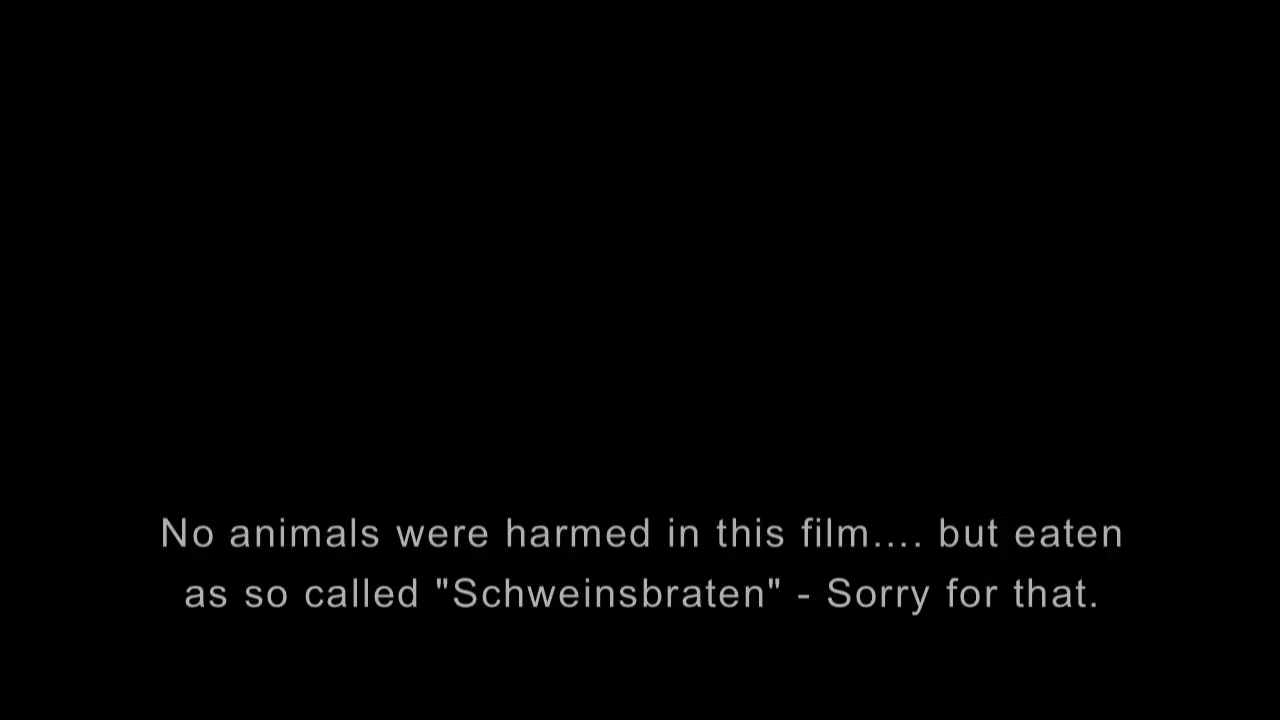 No animals were harmed in this film.... but eaten
as so called "Schweinsbraten" - Sorry for that.